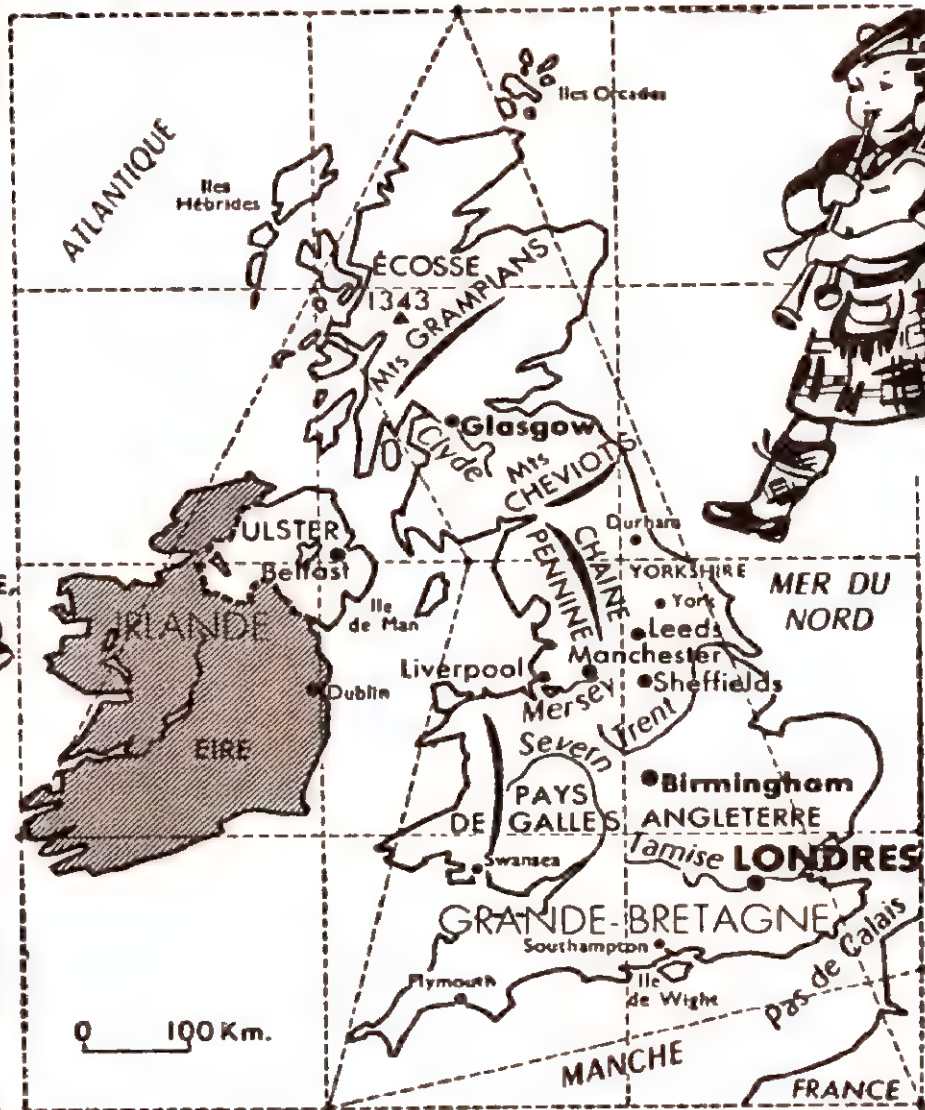 Iles Orcades
ATLANTIQUE
Iles
Hébrides
ÉCOSSE
1343
Mts GRAMPIANS
Glasgow
Clyde
Mts
CHEVIOTS
ULSTER
Belfast
Durham
CHAINE
PENNINE
YORKSHIRE
MER DU
NORD
York
Ile
de Man
IRLANDE
Leeds
Manchester
Liverpool
Sheffields
Dublin
Mersey
Trent
Severn
EIRE
Birmingham
PAYS
DE GALLES
ANGLETERRE
Tamise
LONDRES
Swansea
GRANDE-BRETAGNE
Southampton
Pas de Calais
Plymouth
Ile
de Wighe
0 100 Km.
MANCHE
FRANCE